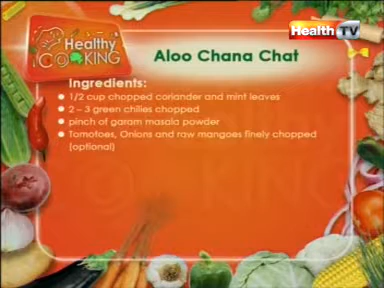 Health TV
Healthy
COOKING
Aloo Chana Chat
Ingredients:
1/2 cup chopped coriander and mint leaves
2 – 3 green chilies chopped
pinch of garam masala powder
Tomotoes, Onions and raw mangoes finely chopped
(optional)